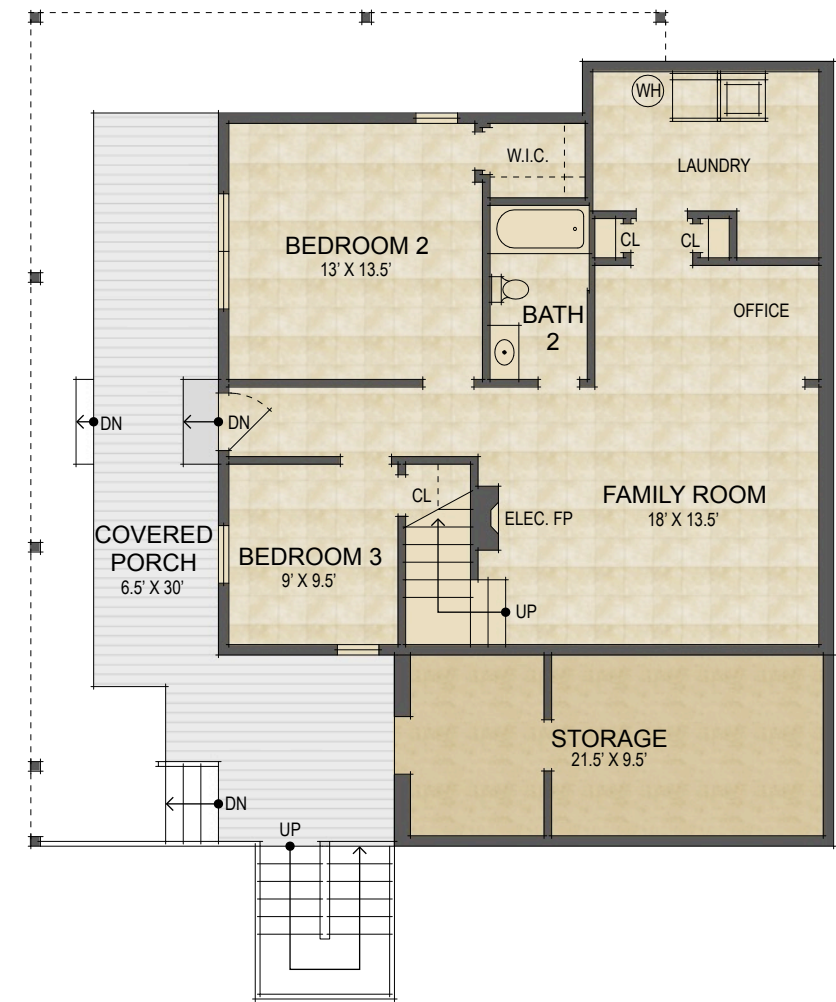 WH
W.I.C.
LAUNDRY
BEDROOM 2
13' X 13.5'
CL
CL
BATH
2
OFFICE
DN
DN
CL
ELEC. FP
FAMILY ROOM
18' X 13.5'
COVERED
PORCH
6.5' X 30'
BEDROOM 3
9' X 9.5'
UP
STORAGE
21.5' X 9.5'
DN
UP